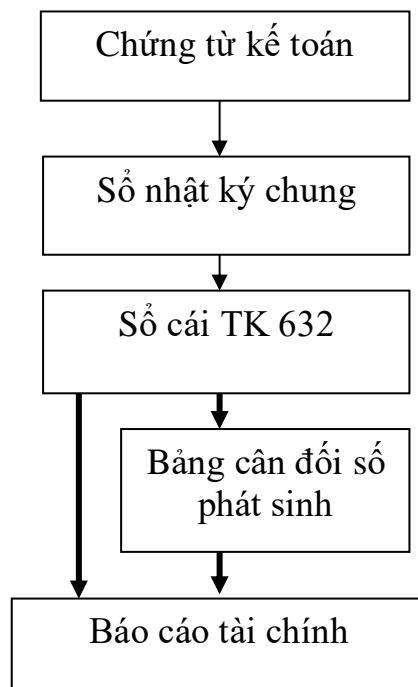 Chứng từ kế toán
Sổ nhật ký chung
Sổ cái TK 632
Bảng cân đối số
phát sinh
Báo cáo tài chính